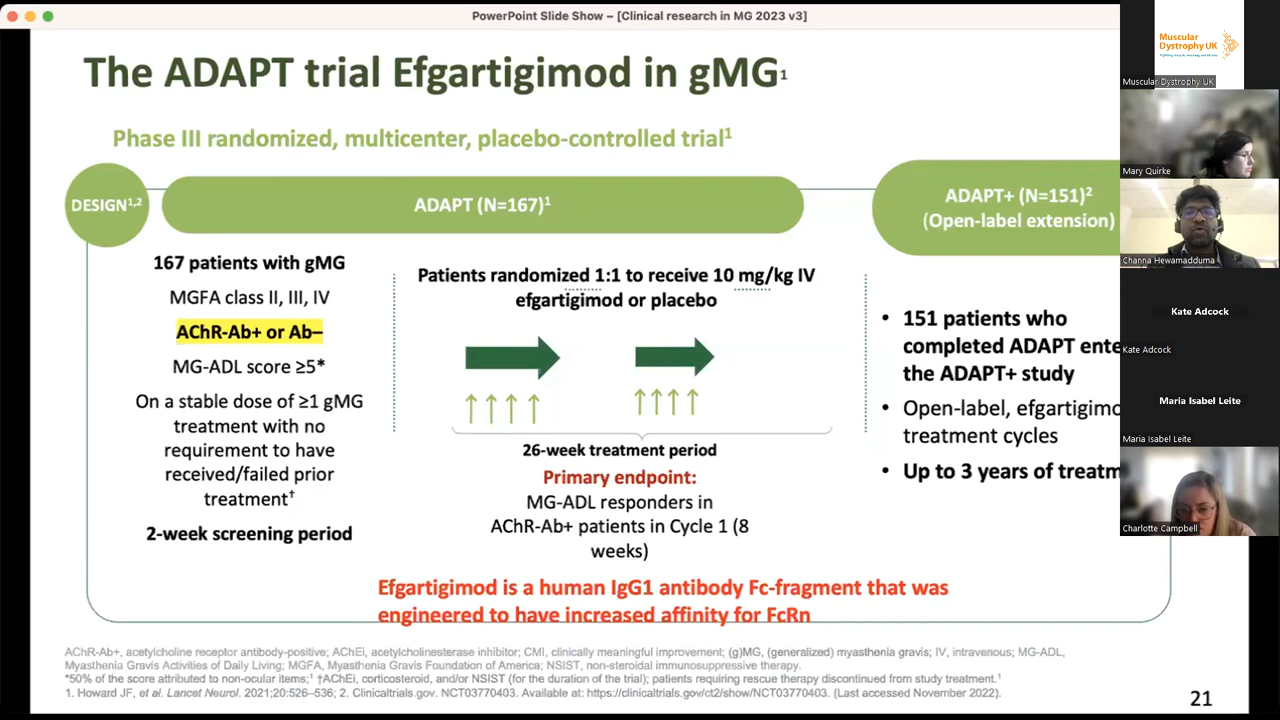 PowerPoint Slide Show – [Clinical research in MG 2023 v3]
The ADAPT trial Efgartigimod in gMG1
Phase III randomized, multicenter, placebo-controlled trial1
DESIGN1,2
ADAPT (N=167)1
ADAPT+ (N=151)2
(Open-label extension)
167 patients with gMG
MGFA class II, III, IV
AChR-Ab+ or Ab–
MG-ADL score ≥5*
On a stable dose of ≥1 gMG
treatment with no
requirement to have
received/failed prior
treatment†
2-week screening period
Patients randomized 1:1 to receive 10 mg/kg IV
efgartigimod or placebo
26-week treatment period
Primary endpoint:
MG-ADL responders in
AChR-Ab+ patients in Cycle 1 (8
weeks)
• 151 patients who
completed ADAPT ente
the ADAPT+ study
• Open-label, efgartigimo
treatment cycles
• Up to 3 years of treatm
Efgartigimod is a human IgG1 antibody Fc-fragment that was
engineered to have increased affinity for FcRn
AChR-Ab+, acetylcholine receptor antibody-positive; AChEi, acetylcholinesterase inhibitor; CMI, clinically meaningful improvement; (g)MG, (generalized) myasthenia gravis; IV, intravenous; MG-ADL,
Myasthenia Gravis Activities of Daily Living; MGFA, Myasthenia Gravis Foundation of America; NSIST, non-steroidal immunosuppressive therapy.
*50% of the score attributed to non-ocular items;1 †AChEi, corticosteroid, and/or NSIST (for the duration of the trial); patients requiring rescue therapy discontinued from study treatment.1
1. Howard JF, et al. Lancet Neurol. 2021;20:526–536; 2. Clinicaltrials.gov. NCT03770403. Available at: https://clinicaltrials.gov/ct2/show/NCT03770403. (Last accessed November 2022).
21
Muscular
Dystrophy UK
Muscular Dystrophy UK
Mary Quirke
Channa Hewamadduma
Kate Adcock
Kate Adcock
Maria Isabel Leite
Maria Isabel Leite
Charlotte Campbell